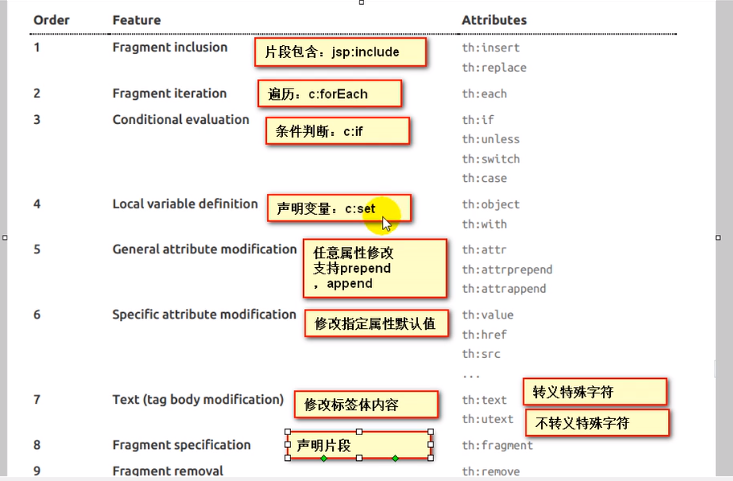 Order Feature Attributes
1 Fragment inclusion 片段包含：jsp:include th:insert
th:replace
2 Fragment iteration 遍历：c:forEach th:each
3 Conditional evaluation 条件判断：c:if th:if
th:unless
th:switch
th:case
4 Local variable definition 声明变量：c:set th:object
th:with
5 General attribute modification 任意属性修改 th:attr
支持prepend th:attrprepend
，append th:attrappend
6 Specific attribute modification 修改指定属性默认值 th:value
th:href
th:src
...
7 Text (tag body modification) 修改标签体内容 th:text 转义特殊字符
th:utext 不转义特殊字符
8 Fragment specification 声明片段 th:fragment
9 Fragment removal th:remove